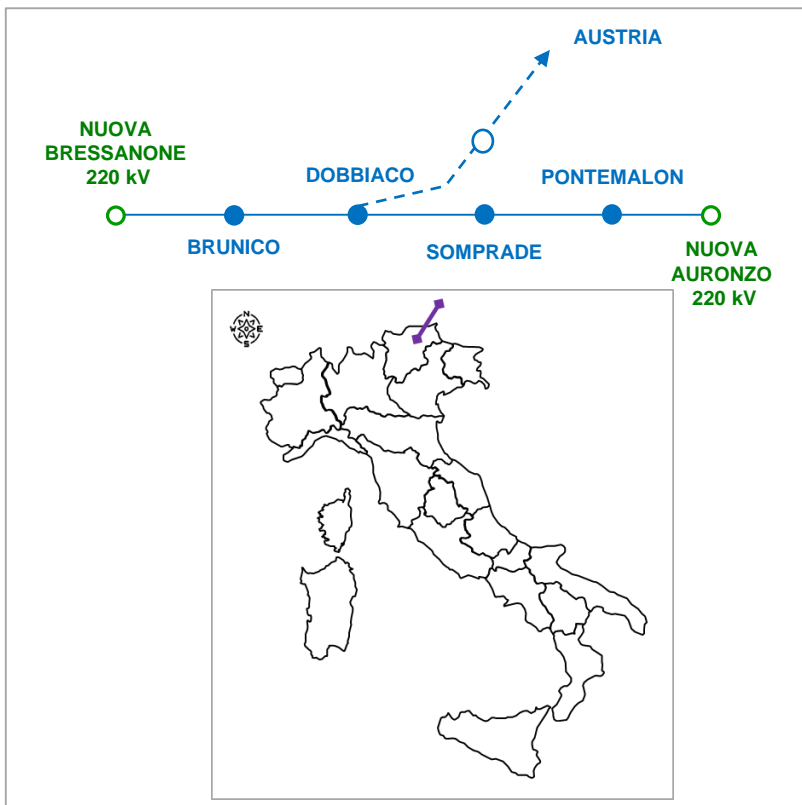 AUSTRIA
NUOVA
BRESSANONE
220 kV
DOBBIACO
PONTEMALON
BRUNICO
SOMPRADE
NUOVA
AURONZO
220 kV
N
W
E
S